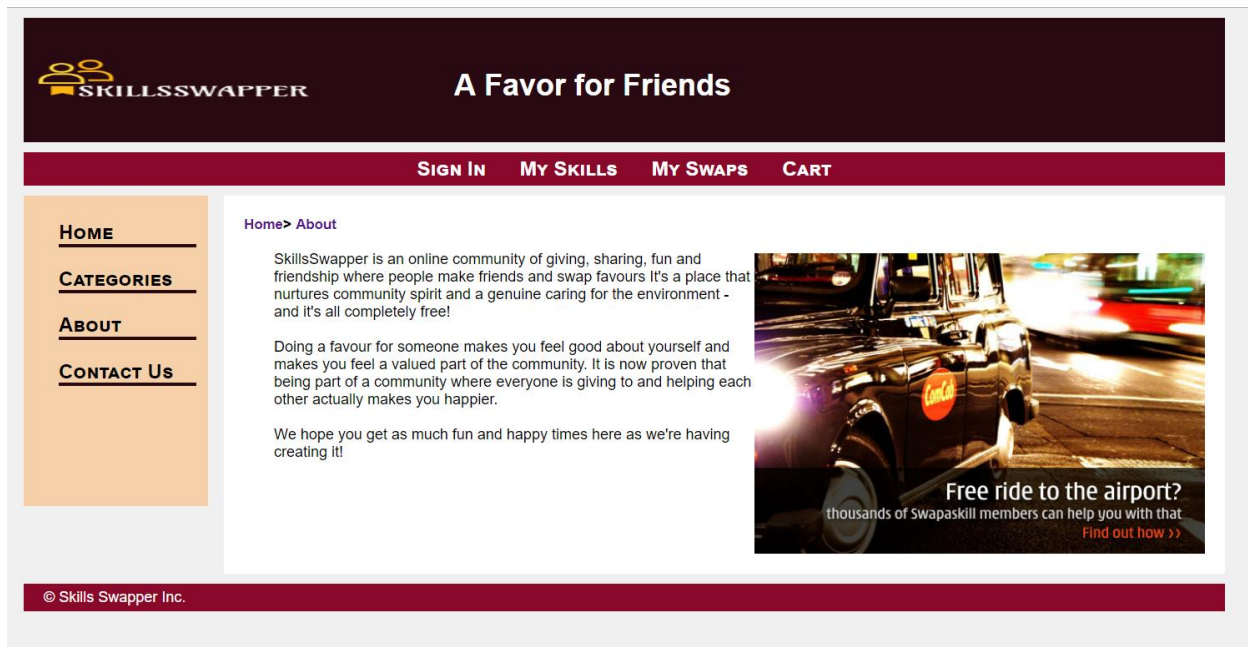 SKILLSSWAPPER
A Favor for Friends
Sign In My Skills My Swaps Cart
Home
Categories
About
Contact Us
Home> About
SkillsSwapper is an online community of giving, sharing, fun and
friendship where people make friends and swap favours It's a place that
nurtures community spirit and a genuine caring for the environment -
and it's all completely free!
Doing a favour for someone makes you feel good about yourself and
makes you feel a valued part of the community. It is now proven that
being part of a community where everyone is giving to and helping each
other actually makes you happier.
We hope you get as much fun and happy times here as we're having
creating it!
ComCab
Free ride to the airport?
thousands of Swapaskill members can help you with that
Find out how >>
© Skills Swapper Inc.